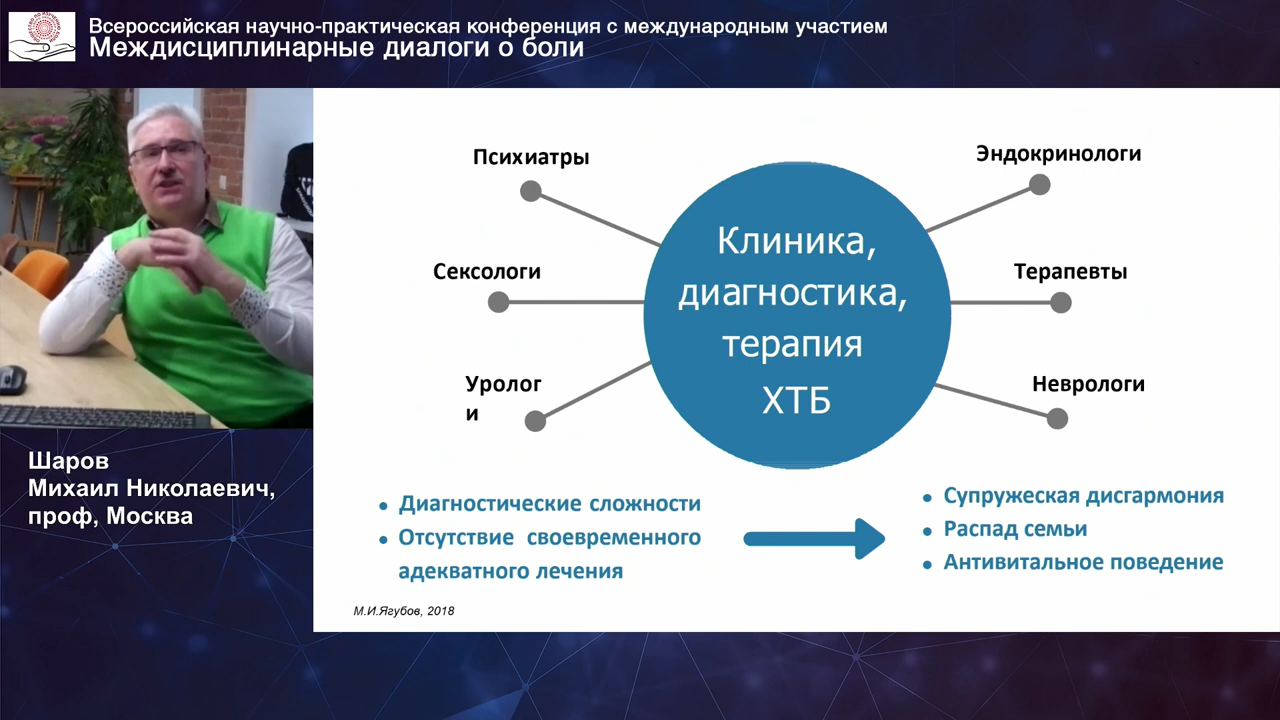 Всероссийская научно-практическая конференция с международным участием
Междисциплинарные диалоги о боли
Психиатры
Эндокринологи
Сексологи
Терапевты
Уролог
и
Неврологи
Клиника,
диагностика,
терапия
ХТБ
Шаров
Михаил Николаевич,
проф, Москва
• Диагностические сложности
• Отсутствие своевременного
адекватного лечения
• Супружеская дисгармония
• Распад семьи
• Антивитальное поведение
М.И.Ягубов, 2018